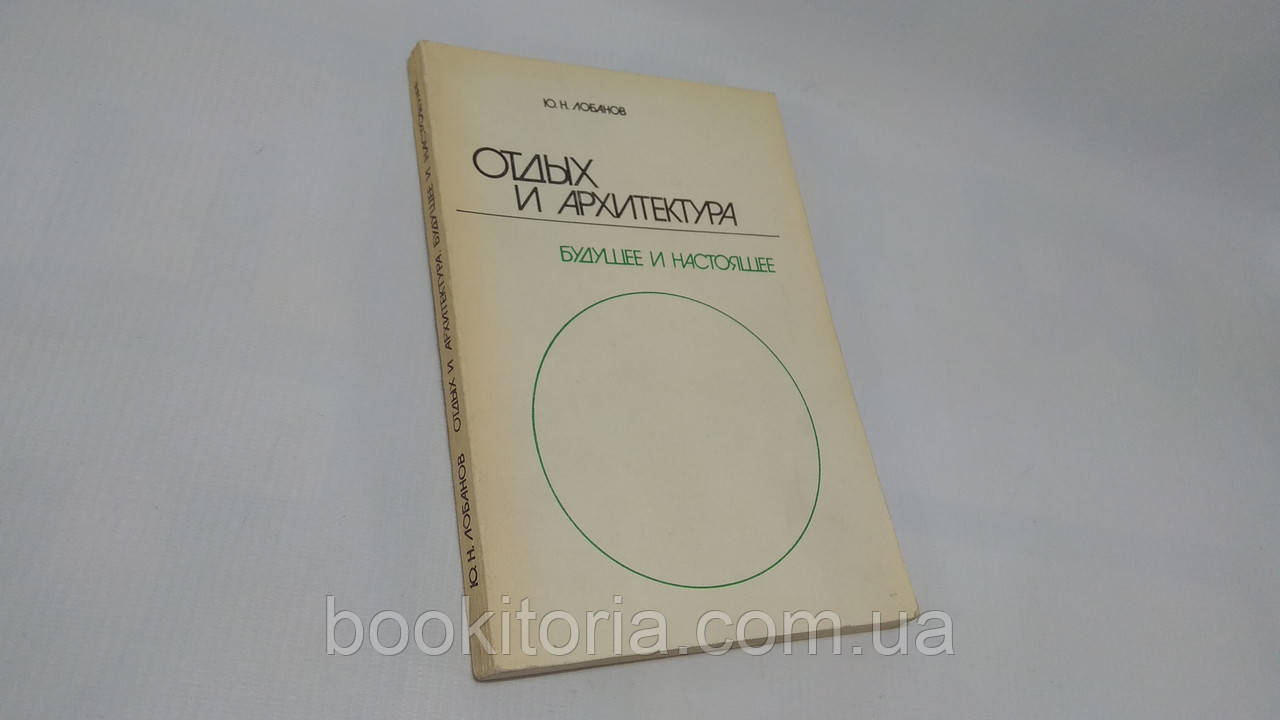 Ю.Н. ЛОБАНОВ
ОТДЫХ
И АРХИТЕКТУРА
БУДУЩЕЕ И НАСТОЯЩЕЕ
Ю.Н. ЛОБАНОВ ОТДЫХ И АРХИТЕКТУРА. БУДУЩЕЕ И НАСТОЯЩЕЕ
bookitoria.com.ua